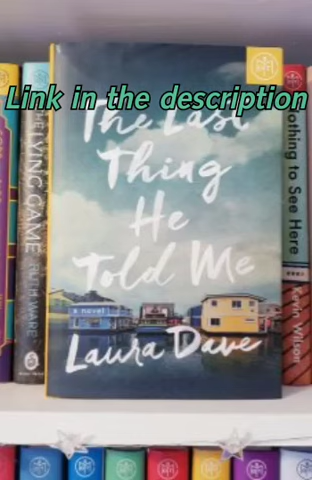 Link in the description
The Last
Thing
He
Told Me
a novel
Laura Dave
THE LYING GAME
RUTH WARE
Nothing to See Here
Kevin Wilson